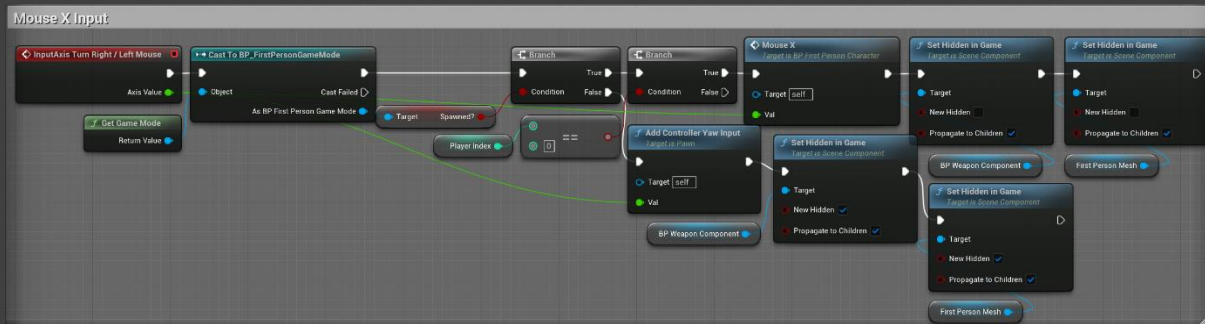 Mouse X Input
InputAxis Turn Right / Left Mouse
Axis Value
Get Game Mode
Return Value
Cast To BP_FirstPersonGameMode
Object
Cast Failed
As BP First Person Game Mode
Target Spawned?
Branch
True
Condition False
Player Index
0 ==
Branch
True
Condition False
Mouse X
Target is BP First Person Character
Target self
Val
Set Hidden in Game
Target is Scene Component
Target
New Hidden
Propagate to Children
BP Weapon Component
Set Hidden in Game
Target is Scene Component
Target
New Hidden
Propagate to Children
First Person Mesh
Add Controller Yaw Input
Target is Pawn
Target self
Val
BP Weapon Component
Set Hidden in Game
Target is Scene Component
Target
New Hidden
Propagate to Children
Set Hidden in Game
Target is Scene Component
Target
New Hidden
Propagate to Children
First Person Mesh